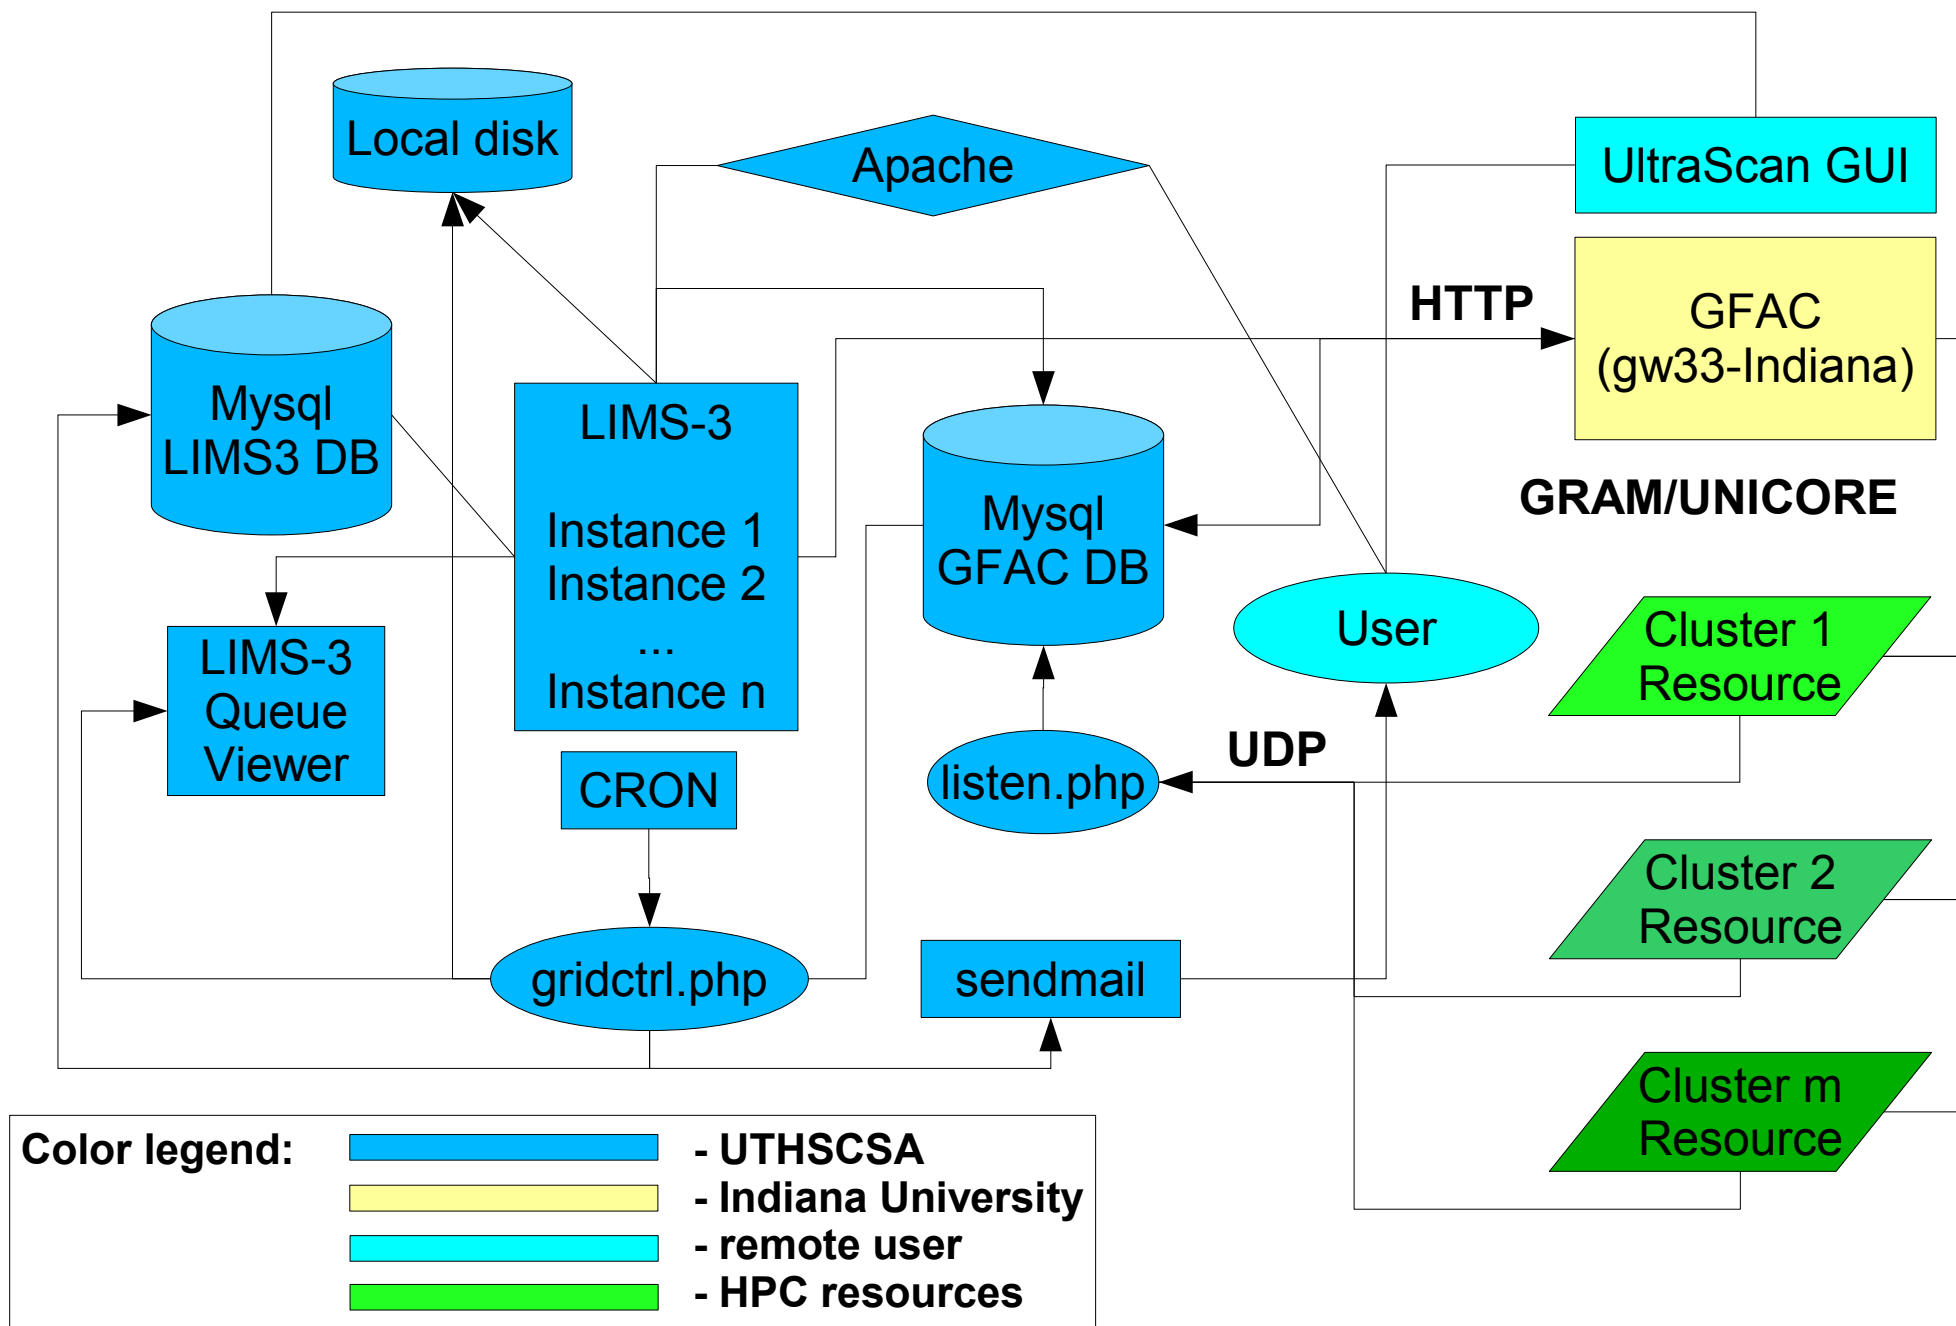 Local disk
Apache
UltraScan GUI
HTTP
GFAC
(gw33-Indiana)
Mysql
LIMS3 DB
LIMS-3
Instance 1
Instance 2
...
Instance n
Mysql
GFAC DB
GRAM/UNICORE
User
Cluster 1
Resource
LIMS-3
Queue
Viewer
CRON
UDP
listen.php
Cluster 2
Resource
gridctrl.php
sendmail
Cluster m
Resource
Color legend:
- UTHSCSA
- Indiana University
- remote user
- HPC resources